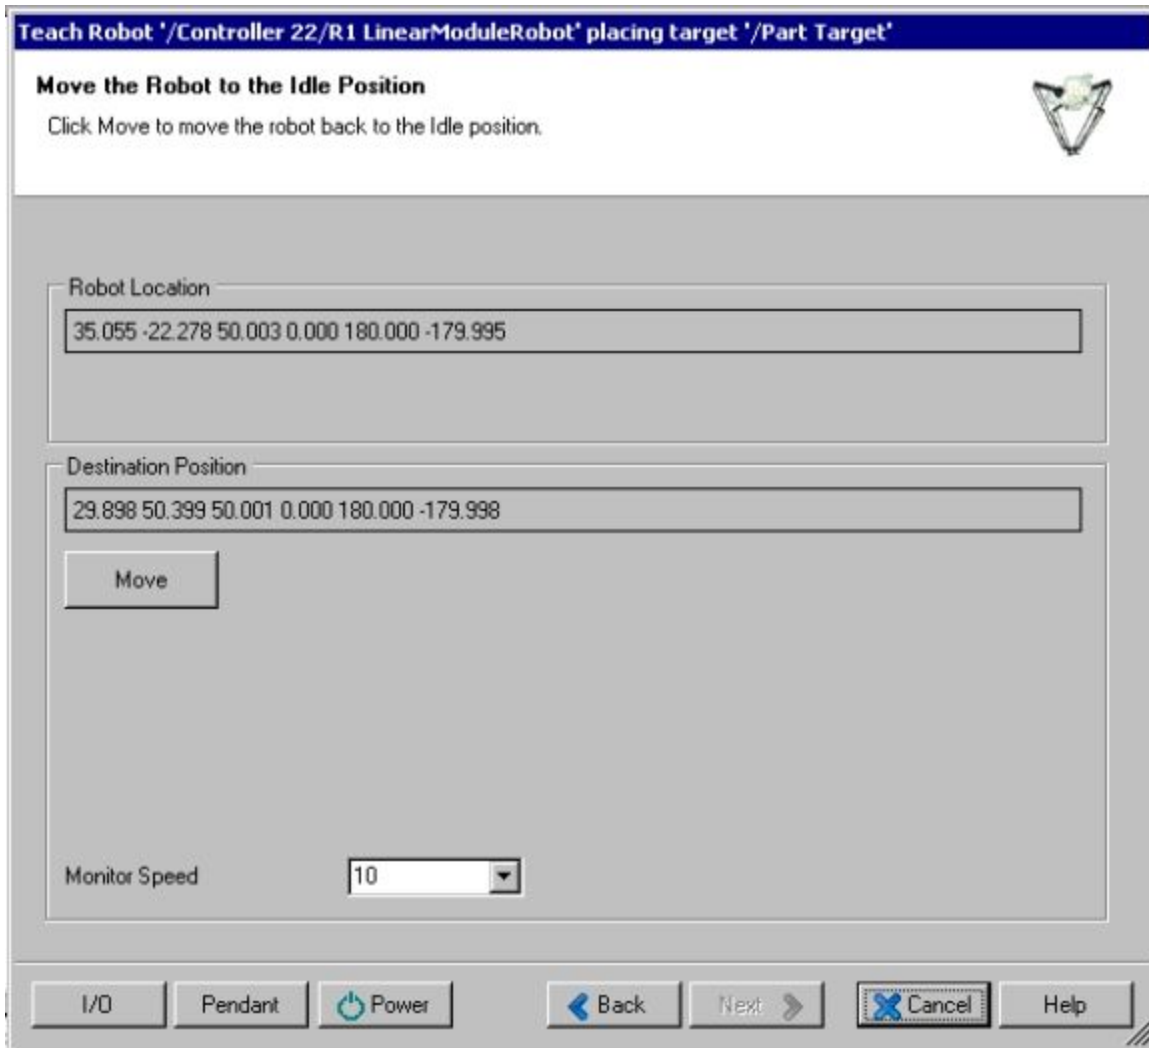 Teach Robot '/Controller 22/R1 LinearModuleRobot' placing target '/Part Target'
Move the Robot to the Idle Position
Click Move to move the robot back to the Idle position.
Robot Location
35.055 -22.278 50.003 0.000 180.000 -179.995
Destination Position
29.898 50.399 50.001 0.000 180.000 -179.998
Move
Monitor Speed 10
I/O Pendant Power Back Next Cancel Help